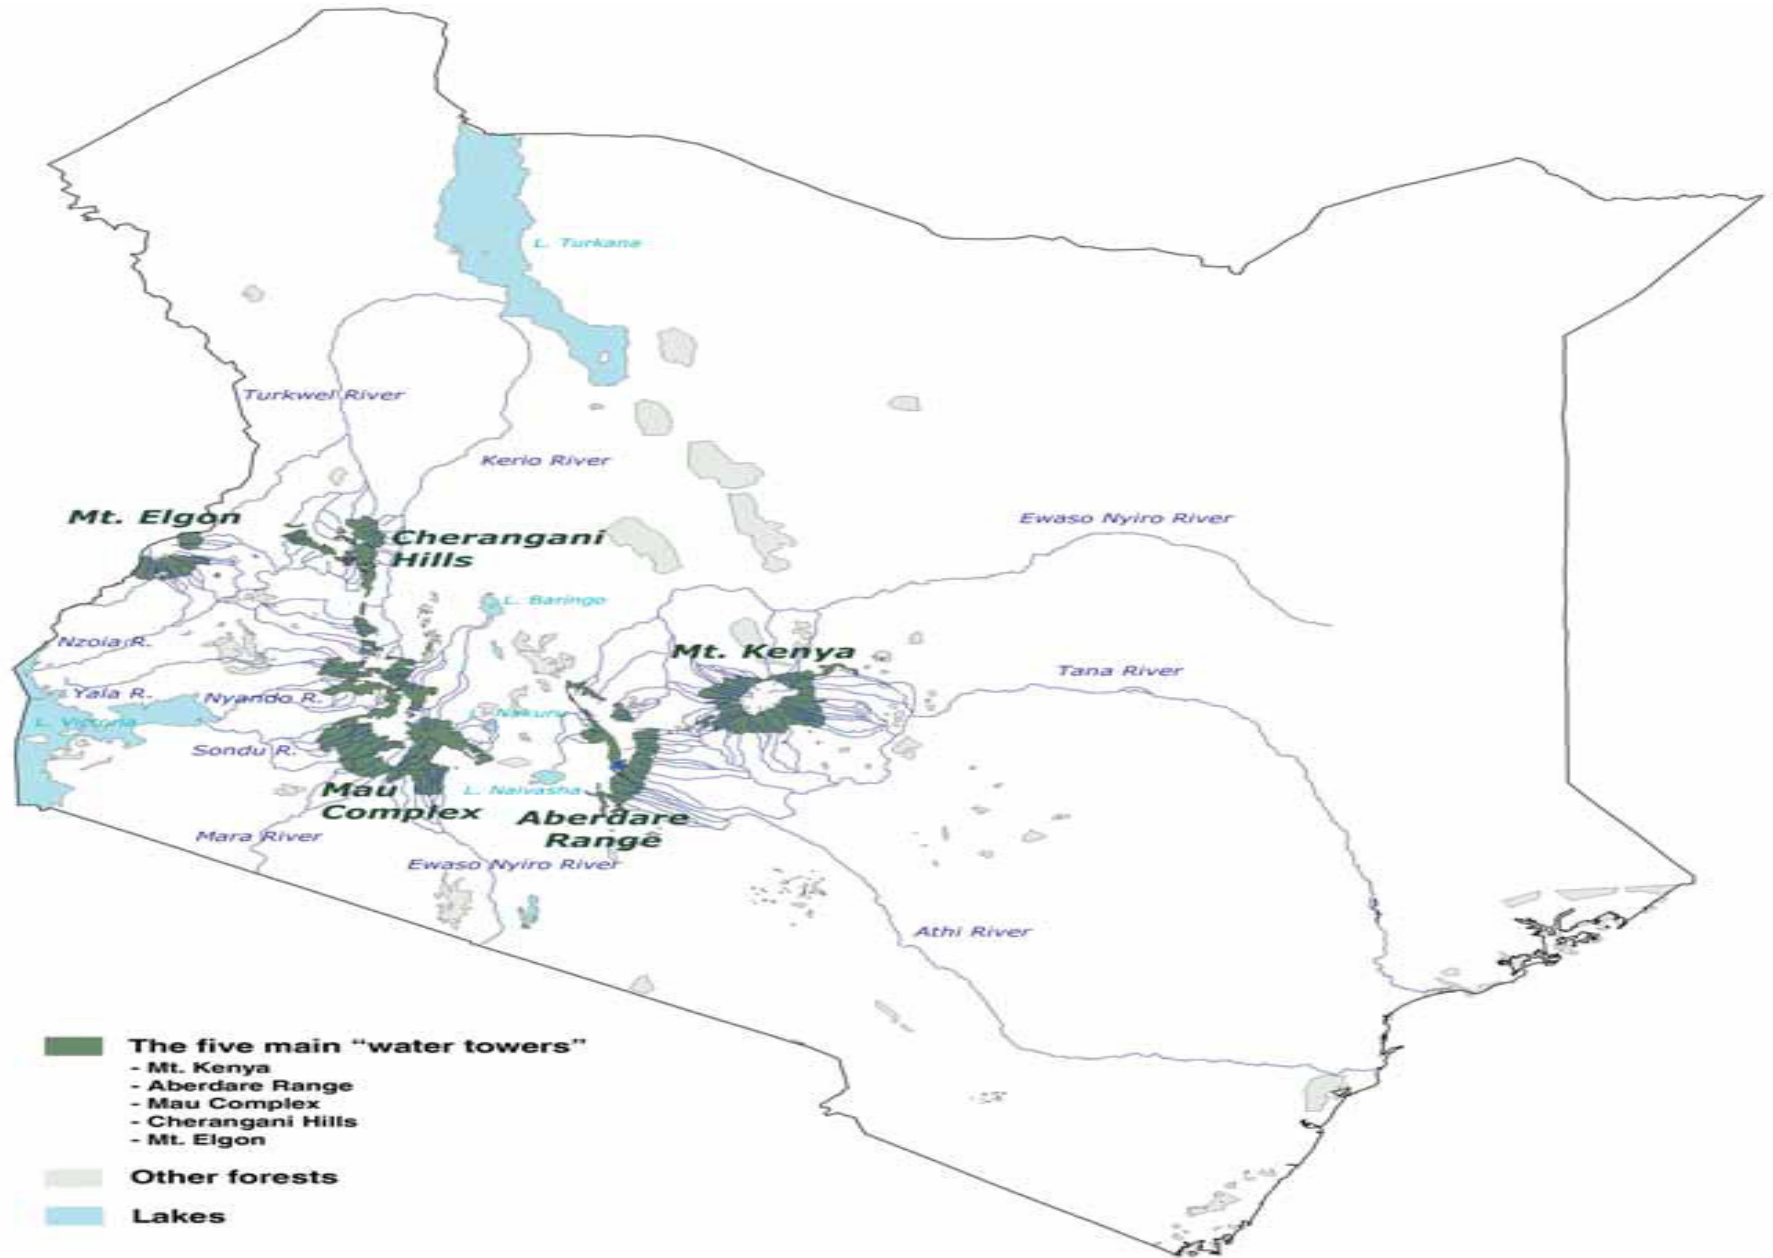 L. Turkana
Turkwel River
Kerio River
Mt. Elgon
Cherangani
Hills
Ewaso Nyiro River
L. Baringo
Nzoia R.
Mt. Kenya
Tana River
Yala R.
Nyando R.
L. Nakuru
L. Victoria
Sondu R.
Mau
Complex
L. Naivasha
Aberdare
Range
Mara River
Ewaso Nyiro River
Athi River
The five main “water towers”
- Mt. Kenya
- Aberdare Range
- Mau Complex
- Cherangani Hills
- Mt. Elgon
Other forests
Lakes